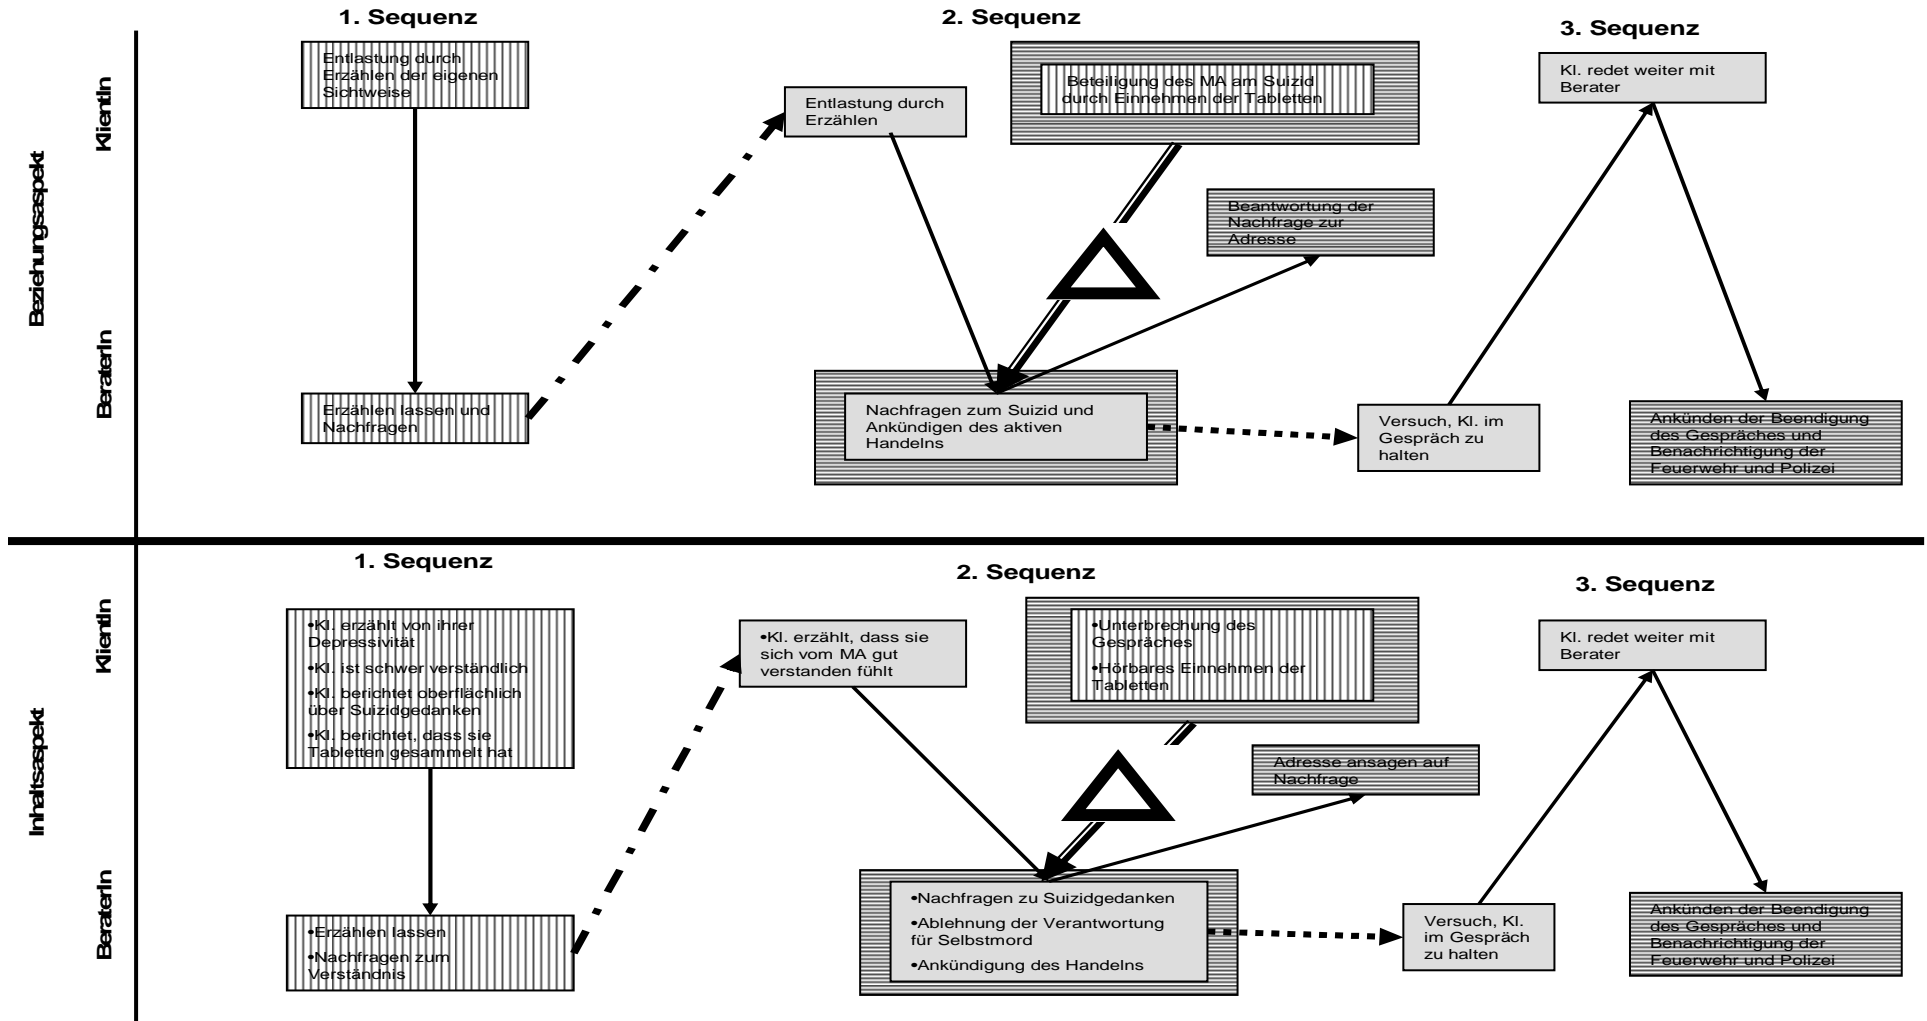 1. Sequenz
2. Sequenz
3. Sequenz
Beziehungsaspekt
KlientIn
BeraterIn
Entlastung durch
Erzählen der eigenen
Sichtweise
Erzählen lassen und
Nachfragen
Entlastung durch
Erzählen
Beteiligung des MA am Suizid
durch Einnehmen der Tabletten
Beantwortung der
Nachfrage zur
Adresse
Nachfragen zum Suizid und
Ankündigen des aktiven
Handelns
Kl. redet weiter mit
Berater
Versuch, Kl. im
Gespräch zu
halten
Ankünden der Beendigung
des Gespräches und
Benachrichtigung der
Feuerwehr und Polizei
1. Sequenz
2. Sequenz
3. Sequenz
Inhaltsaspekt
KlientIn
BeraterIn
•Kl. erzählt von ihrer
Depressivität
•Kl. ist schwer verständlich
•Kl. berichtet oberflächlich
über Suizidgedanken
•Kl. berichtet, dass sie
Tabletten gesammelt hat
•Erzählen lassen
•Nachfragen zum
Verständnis
•Kl. erzählt, dass sie
sich vom MA gut
verstanden fühlt
•Unterbrechung des
Gespräches
•Hörbares Einnehmen der
Tabletten
Adresse ansagen auf
Nachfrage
•Nachfragen zu Suizidgedanken
•Ablehnung der Verantwortung
für Selbstmord
•Ankündigung des Handelns
Kl. redet weiter mit
Berater
Versuch, Kl.
im Gespräch
zu halten
Ankünden der Beendigung
des Gespräches und
Benachrichtigung der
Feuerwehr und Polizei